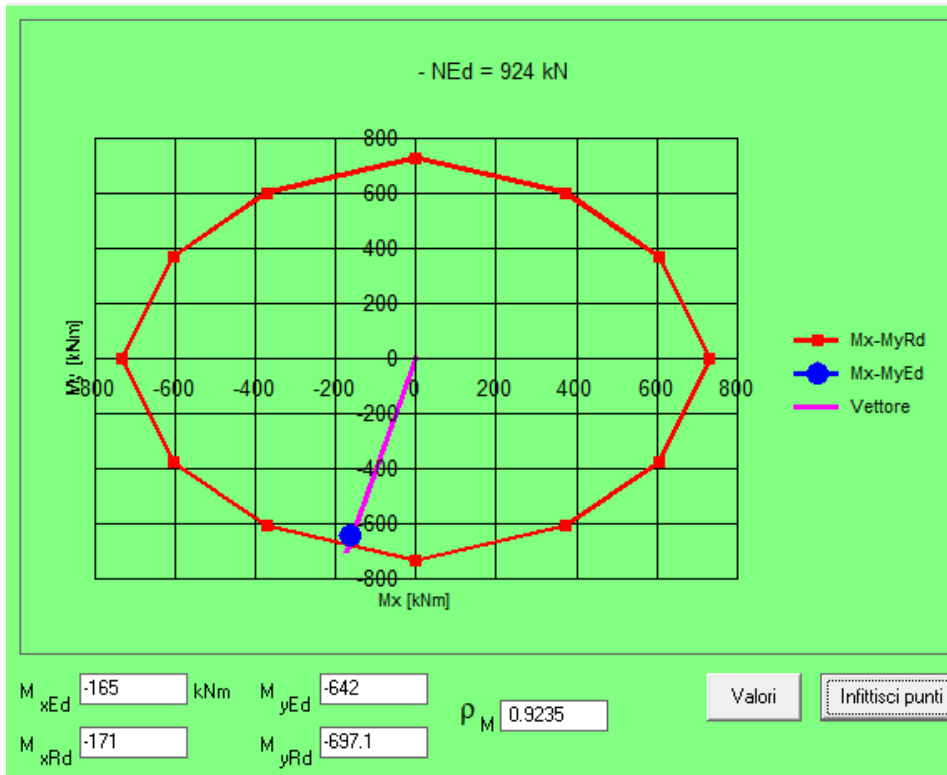 - NEd = 924 kN
800
600
400
200
0
-800 -600 -400 -200 0 200 400 600 800
-200
-400
-600
-800
My [kNm]
Mx [kNm]
Mx-MyRd
Mx-MyEd
Vettore
M xEd -165 kNm M yEd -642
M xRd -171 M yRd -697.1
ρ M 0.9235
Valori
Infittisci punti